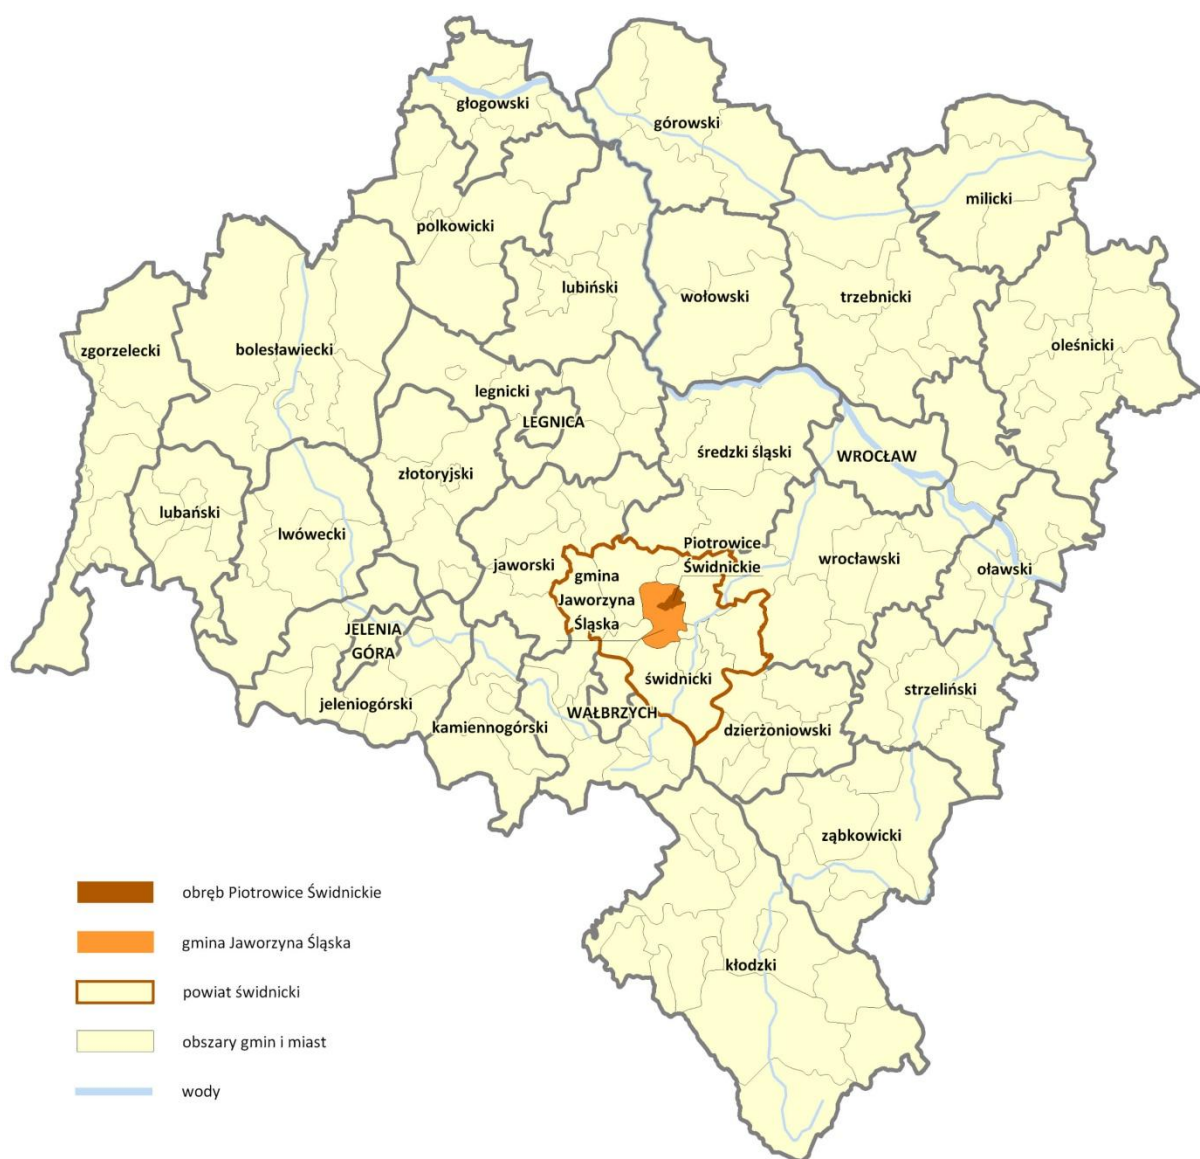 głogowski
górowski
milicki
polkowicki
lubiński
wołowski
trzebnicki
oleśnicki
zgorzelecki
bolesławiecki
legnicki
LEGNICA
średzki śląski
WROCŁAW
złotoryjski
lubański
lwówecki
jaworski
Piotrowice
Świdnickie
gmina
Jaworzyna
Śląska
wrocławski
oławski
JELENIA
GÓRA
jeleniogórski
kamiennogórski
WAŁBRZYCH
świdnicki
dzierżoniowski
strzeliński
ząbkowicki
kłodzki
obręb Piotrowice Świdnickie
gmina Jaworzyna Śląska
powiat świdnicki
obszary gmin i miast
wody